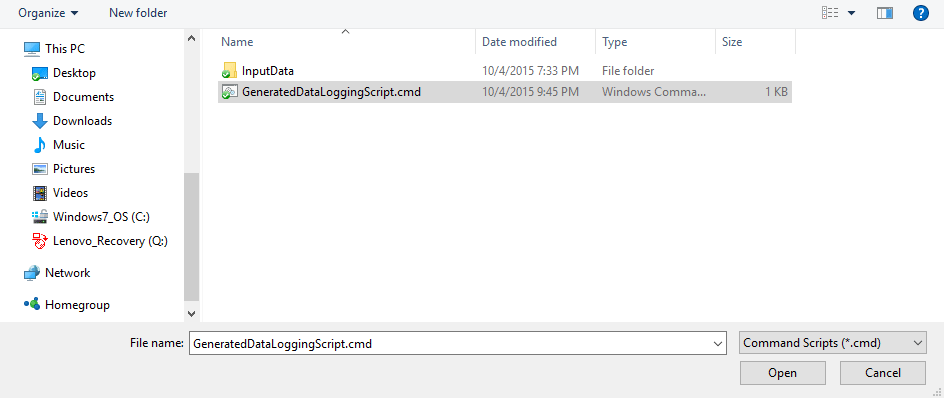 Organize New folder ?
This PC
Desktop
Documents
Downloads
Music
Pictures
Videos
Windows7_OS (C:)
Lenovo_Recovery (Q:)
Network
Homegroup
Name Date modified Type Size
InputData 10/4/2015 7:33 PM File folder
GeneratedDataLoggingScript.cmd 10/4/2015 9:45 PM Windows Comma... 1 KB
File name: GeneratedDataLoggingScript.cmd Command Scripts (*.cmd)
Open Cancel